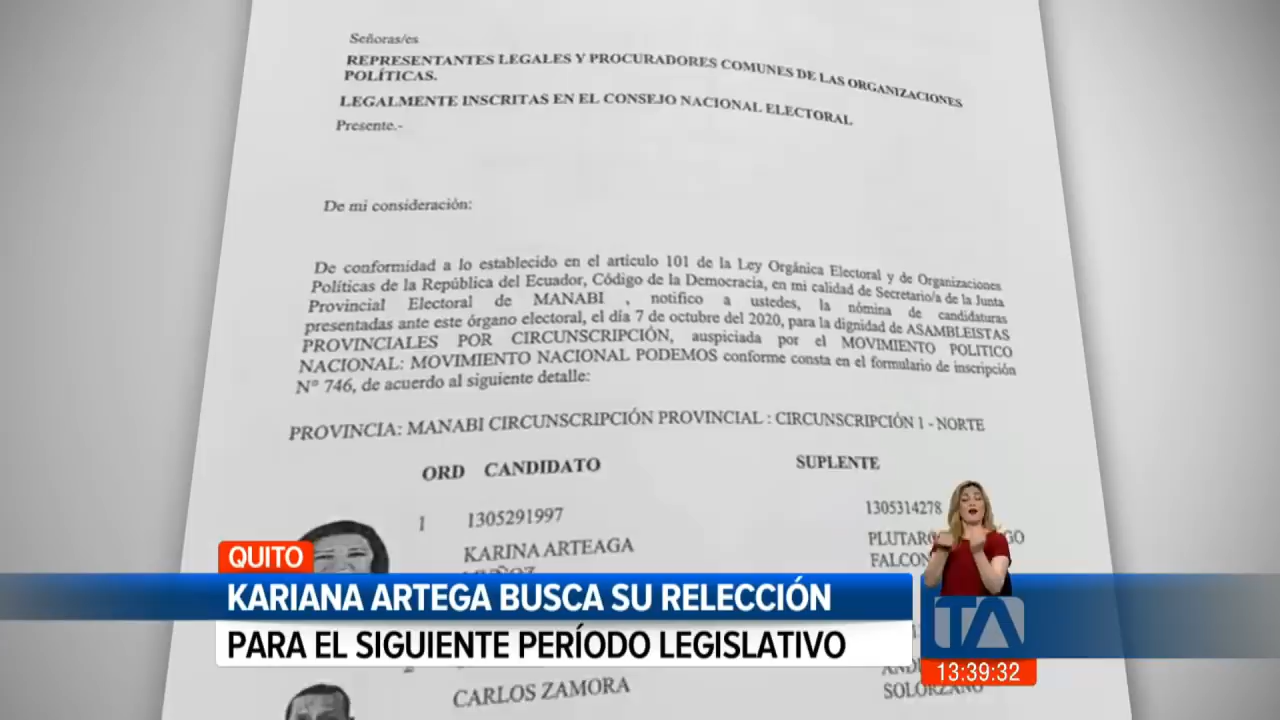 Señoras/es
REPRESENTANTES LEGALES Y PROCURADORES COMUNES DE LAS ORGANIZACIONES
POLÍTICAS.
LEGALMENTE INSCRITAS EN EL CONSEJO NACIONAL ELECTORAL
Presente.-
De mi consideración:
De conformidad a lo establecido en el artículo 101 de la Ley Orgánica Electoral y de Organizaciones
Políticas de la República del Ecuador, Código de la Democracia, en mi calidad de Secretario/a de la Junta
Provincial Electoral de MANABI , notifico a ustedes, la nómina de candidaturas
presentadas ante este órgano electoral, el día 7 de octubre del 2020, para la dignidad de ASAMBLEISTAS
PROVINCIALES POR CIRCUNSCRIPCIÓN, auspiciada por el MOVIMIENTO POLITICO
NACIONAL: MOVIMIENTO NACIONAL PODEMOS conforme consta en el formulario de inscripción
N° 746, de acuerdo al siguiente detalle:
PROVINCIA: MANABI CIRCUNSCRIPCIÓN PROVINCIAL : CIRCUNSCRIPCIÓN 1 - NORTE
ORD CANDIDATO SUPLENTE
1 1305291997 1305314278
KARINA ARTEAGA
CARLOS ZAMORA
SOLORZANO
QUITO
KARIANA ARTEGA BUSCA SU RELECCIÓN
PARA EL SIGUIENTE PERÍODO LEGISLATIVO
TA
13:39:32